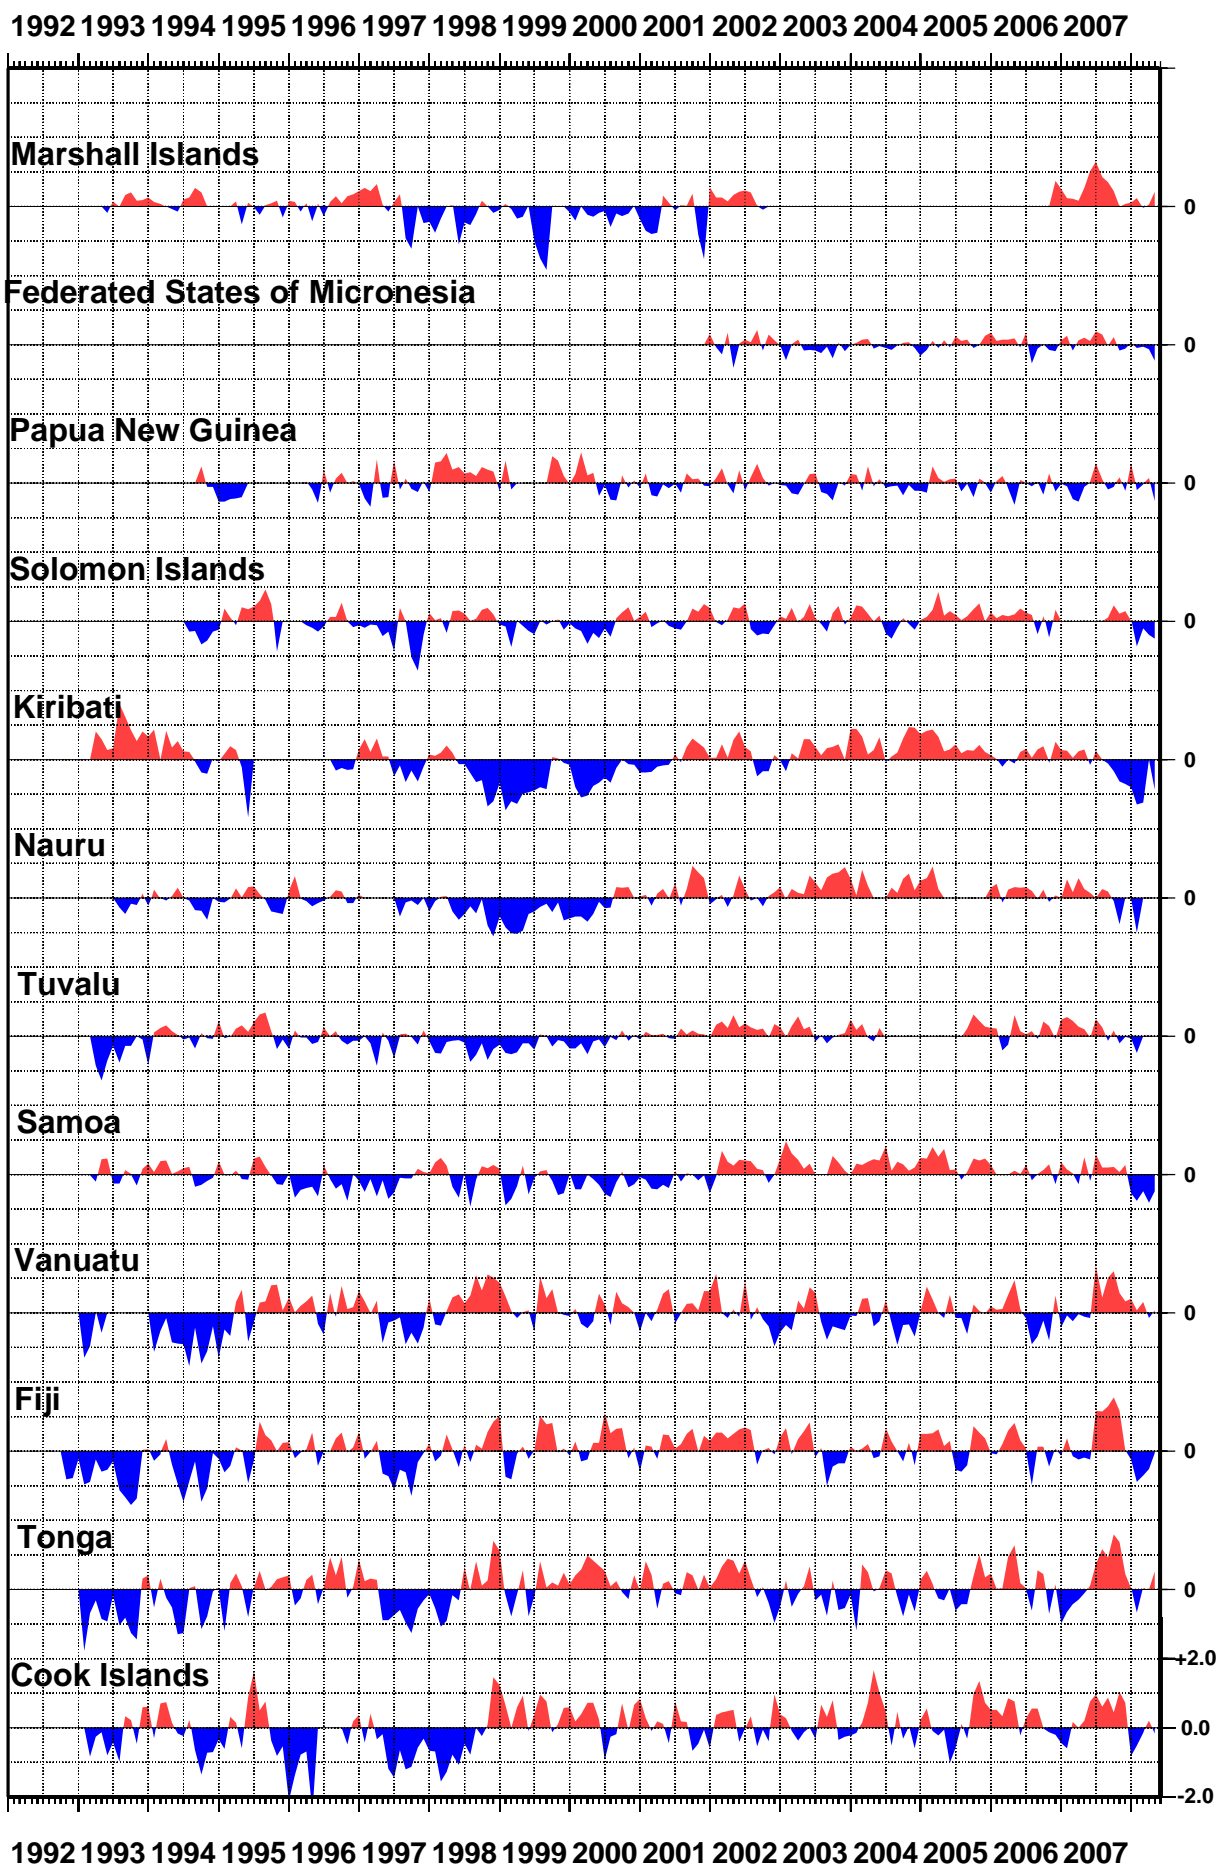 1992 1993 1994 1995 1996 1997 1998 1999 2000 2001 2002 2003 2004 2005 2006 2007
Marshall Islands
0
Federated States of Micronesia
0
Papua New Guinea
0
Solomon Islands
0
Kiribati
0
Nauru
0
Tuvalu
0
Samoa
0
Vanuatu
0
Fiji
0
Tonga
0
+2.0
Cook Islands
0.0
-2.0
1992 1993 1994 1995 1996 1997 1998 1999 2000 2001 2002 2003 2004 2005 2006 2007